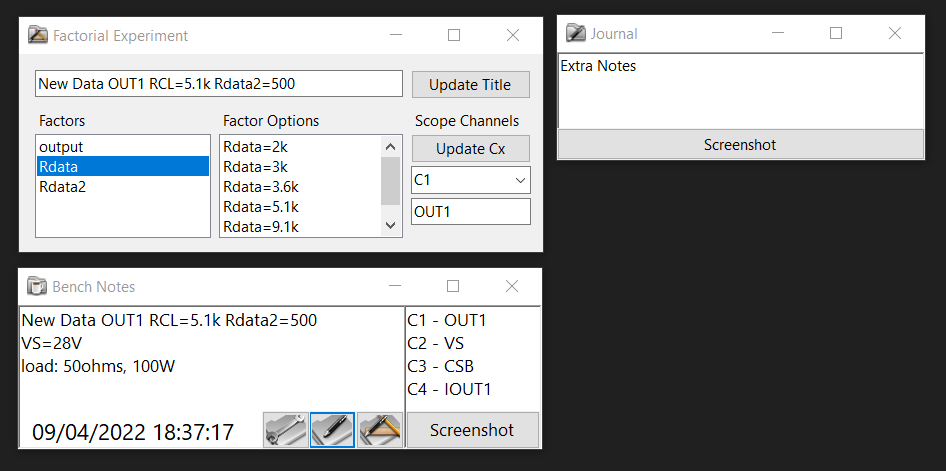 Factorial Experiment
New Data OUT1 RCL=5.1k Rdata2=500
Update Title
Factors
Factor Options
Scope Channels
output
Rdata
Rdata2
Rdata=2k
Rdata=3k
Rdata=3.6k
Rdata=5.1k
Rdata=9.1k
Update Cx
C1
OUT1
Journal
Extra Notes
Screenshot
Bench Notes
New Data OUT1 RCL=5.1k Rdata2=500
VS=28V
load: 50ohms, 100W
C1 - OUT1
C2 - VS
C3 - CSB
C4 - IOUT1
09/04/2022 18:37:17
Screenshot